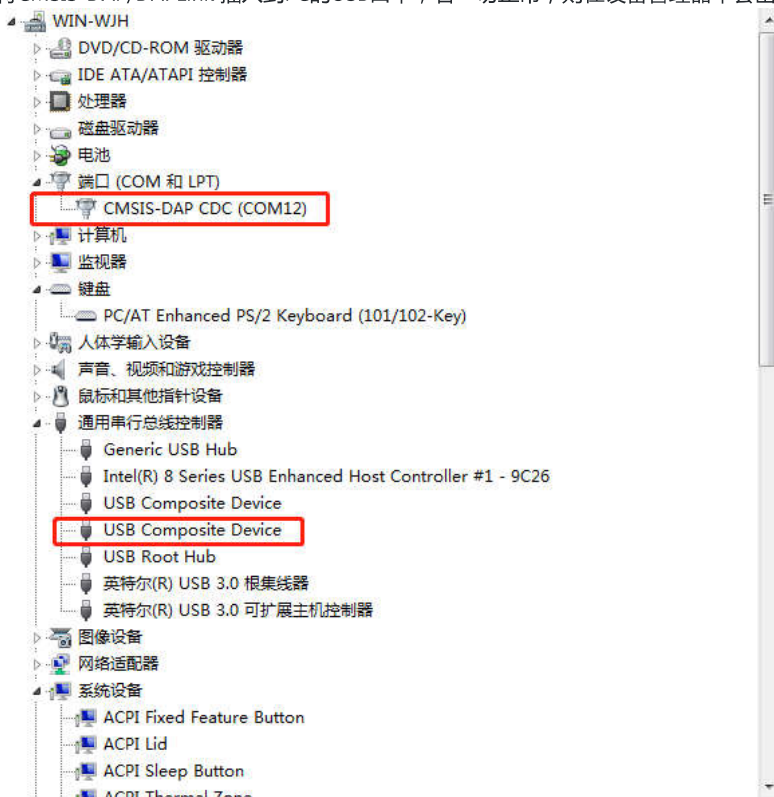 WIN-WJH
DVD/CD-ROM 驱动器
IDE ATA/ATAPI 控制器
处理器
磁盘驱动器
电池
端口 (COM 和 LPT)
CMSIS-DAP CDC (COM12)
计算机
监视器
键盘
PC/AT Enhanced PS/2 Keyboard (101/102-Key)
人体学输入设备
声音、视频和游戏控制器
鼠标和其他指针设备
通用串行总线控制器
Generic USB Hub
Intel(R) 8 Series USB Enhanced Host Controller #1 - 9C26
USB Composite Device
USB Composite Device
USB Root Hub
英特尔(R) USB 3.0 根集线器
英特尔(R) USB 3.0 可扩展主机控制器
图像设备
网络适配器
系统设备
ACPI Fixed Feature Button
ACPI Lid
ACPI Sleep Button
ACPI Thermal Zone